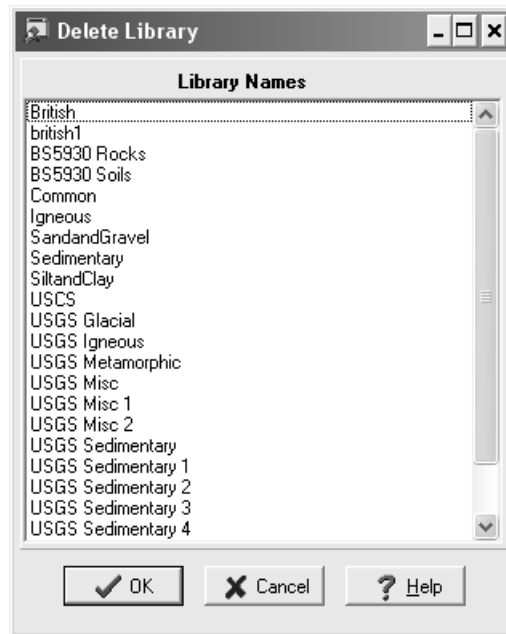 Delete Library
Library Names
British
british1
BS5930 Rocks
BS5930 Soils
Common
Igneous
SandandGravel
Sedimentary
SiltandClay
USCS
USGS Glacial
USGS Igneous
USGS Metamorphic
USGS Misc
USGS Misc 1
USGS Misc 2
USGS Sedimentary
USGS Sedimentary 1
USGS Sedimentary 2
USGS Sedimentary 3
USGS Sedimentary 4
OK Cancel Help